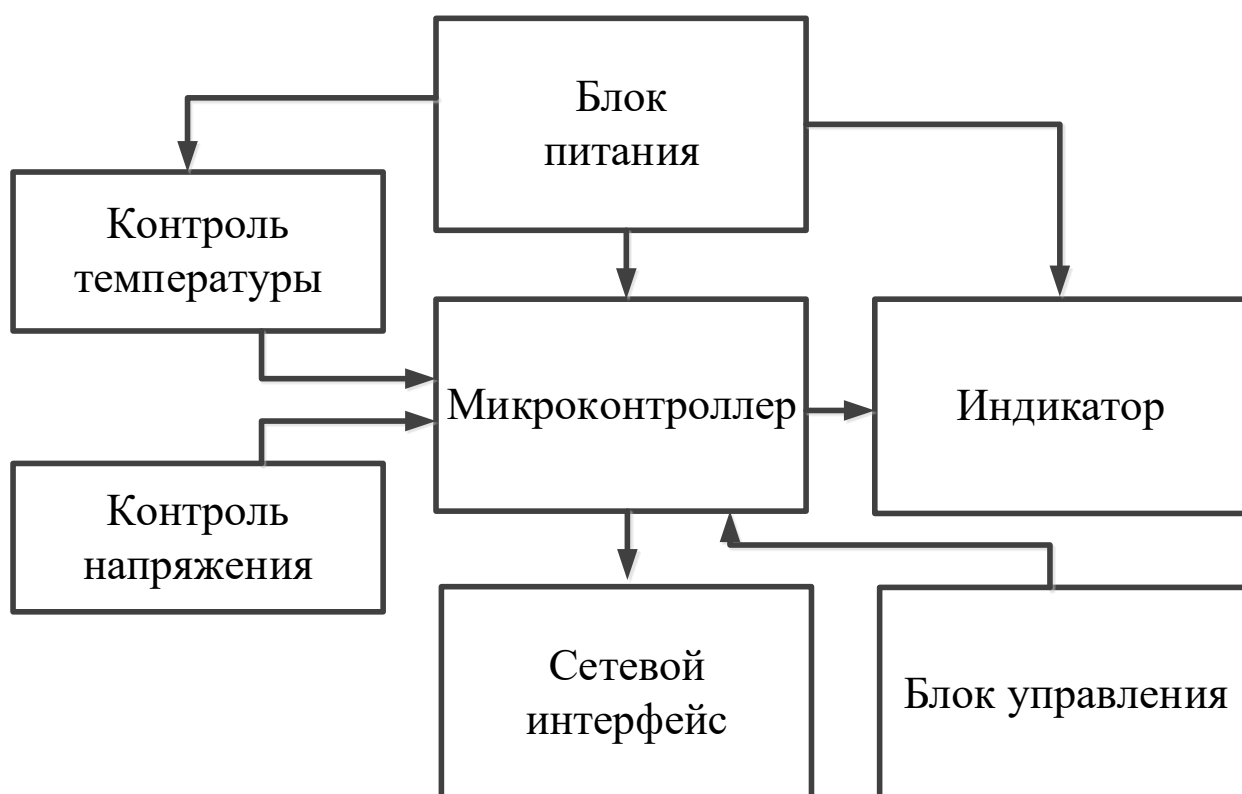 Блок
питания
Контроль
температуры
Микроконтроллер
Индикатор
Контроль
напряжения
Сетевой
интерфейс
Блок управления